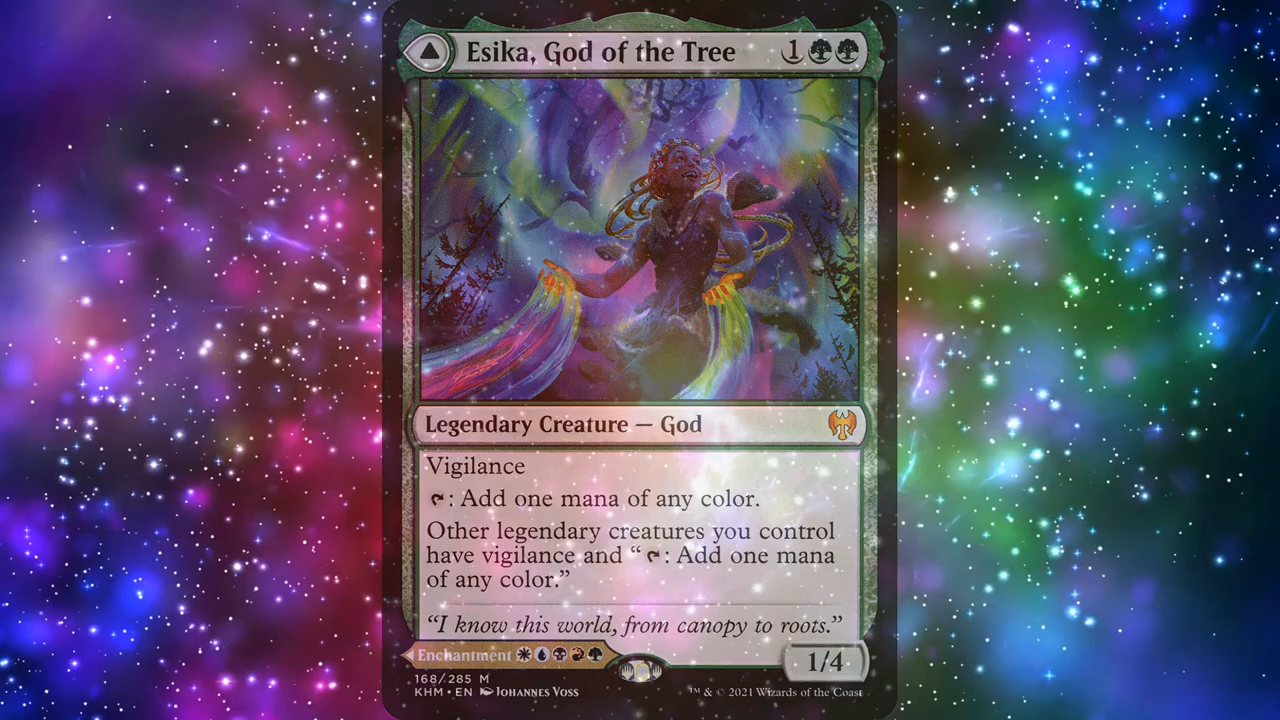 Esika, God of the Tree 1
Legendary Creature — God
Vigilance
: Add one mana of any color.
Other legendary creatures you control
have vigilance and “ : Add one mana
of any color.”
“I know this world, from canopy to roots.”
Enchantment
1/4
168/285 M
KHM • EN Johannes Voss
™ & © 2021 Wizards of the Coast